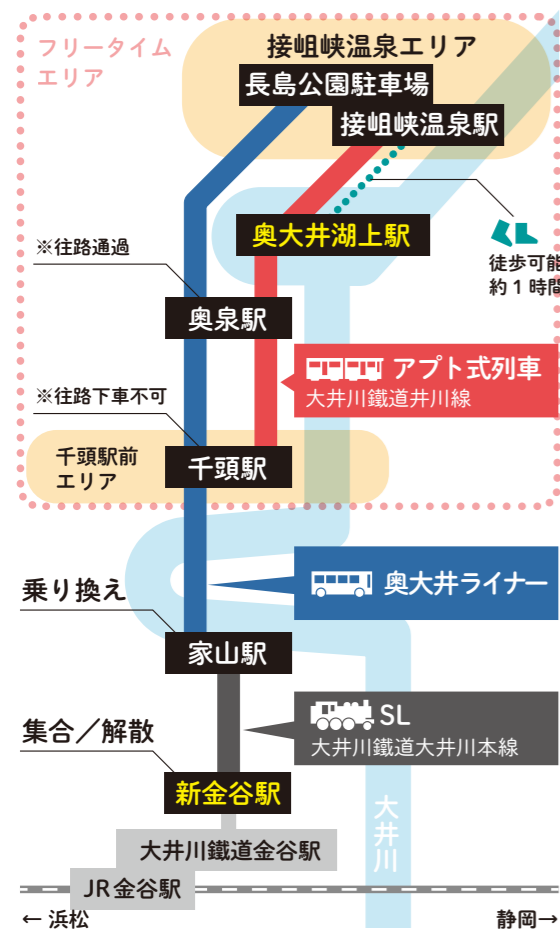 フリータイム
エリア
接岨峡温泉エリア
長島公園駐車場
接岨峡温泉駅
奥大井湖上駅
徒歩可能
約1時間
※往路通過
奥泉駅
アプト式列車
大井川鐵道井川線
※往路下車不可
千頭駅前
エリア
千頭駅
奥大井ライナー
乗り換え
家山駅
SL
大井川鐵道大井川本線
集合／解散
新金谷駅
大井川
大井川鐵道金谷駅
JR金谷駅
← 浜松
静岡→